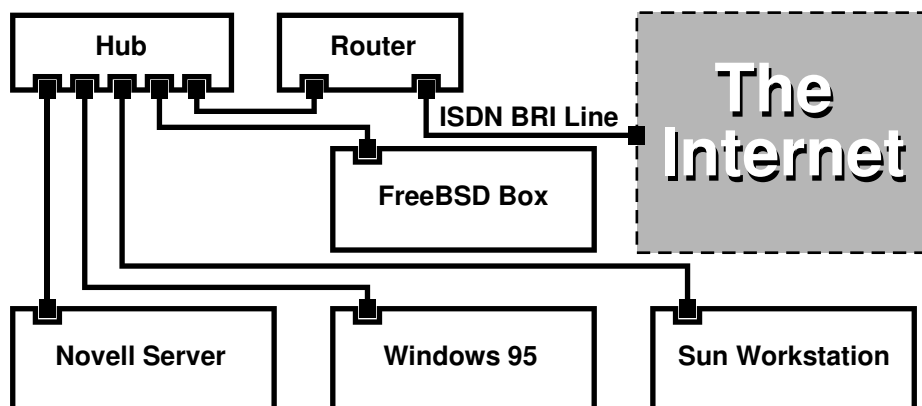 Hub
Router
The
Internet
ISDN BRI Line
FreeBSD Box
Novell Server
Windows 95
Sun Workstation